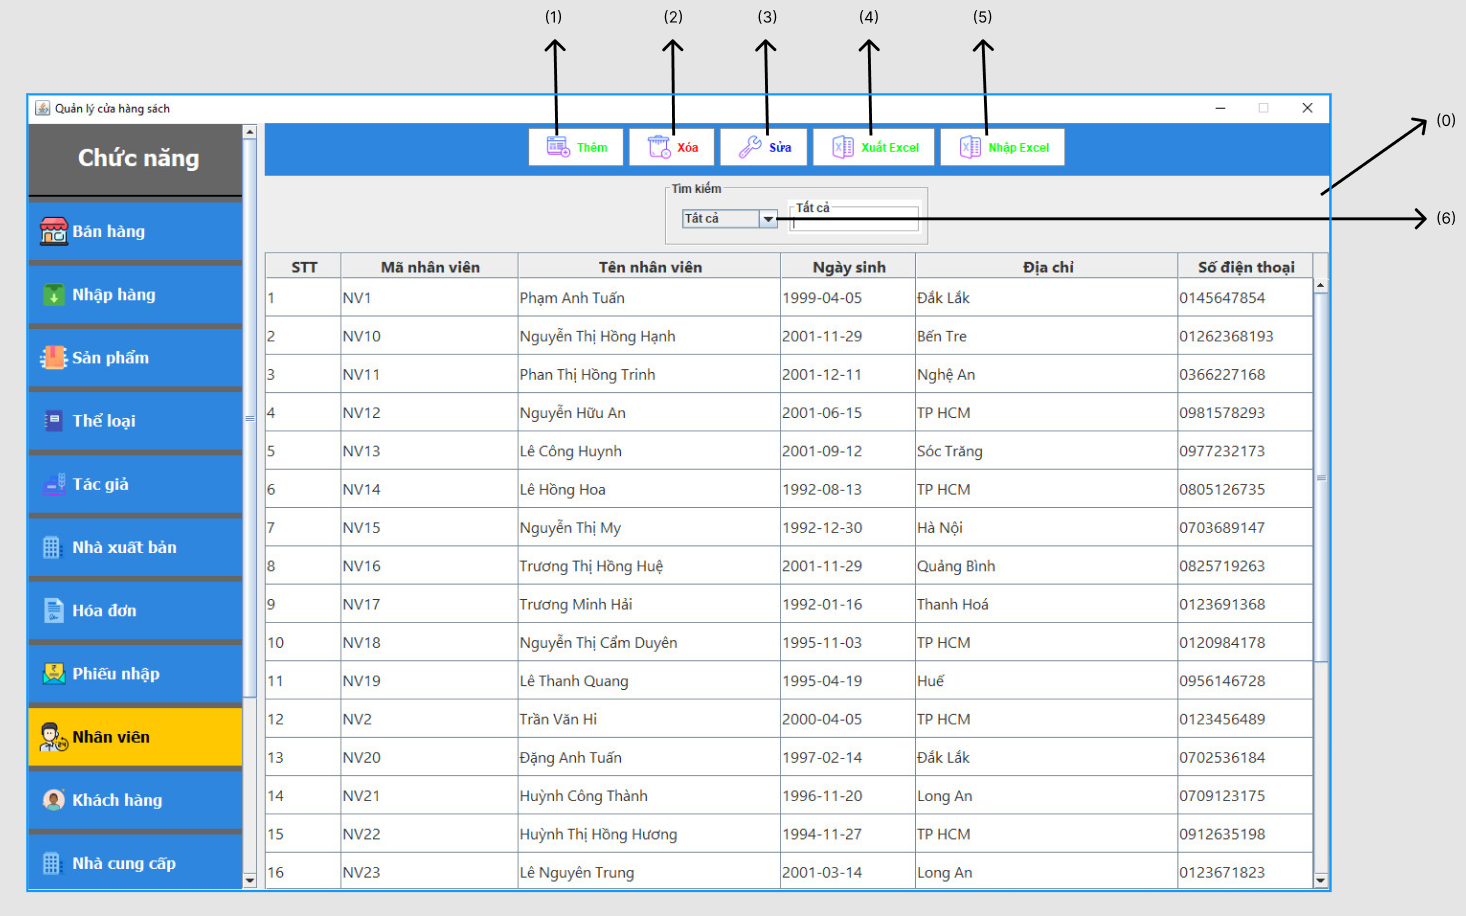 (1) (2) (3) (4) (5)
Quản lý cửa hàng sách
(0)
Chức năng
Bán hàng
Nhập hàng
Sản phẩm
Thể loại
Tác giả
Nhà xuất bản
Hóa đơn
Phiếu nhập
Nhân viên
Khách hàng
Nhà cung cấp
Thêm Xóa Sửa Xuất Excel Nhập Excel
Tìm kiếm
Tất cả Tất cả
(6)
STT Mã nhân viên Tên nhân viên Ngày sinh Địa chỉ Số điện thoại
1 NV1 Phạm Anh Tuấn 1999-04-05 Đắk Lắk 0145647854
2 NV10 Nguyễn Thị Hồng Hạnh 2001-11-29 Bến Tre 01262368193
3 NV11 Phan Thị Hồng Trinh 2001-12-11 Nghệ An 0366227168
4 NV12 Nguyễn Hữu An 2001-06-15 TP HCM 0981578293
5 NV13 Lê Công Huynh 2001-09-12 Sóc Trăng 0977232173
6 NV14 Lê Hồng Hoa 1992-08-13 TP HCM 0805126735
7 NV15 Nguyễn Thị My 1992-12-30 Hà Nội 0703689147
8 NV16 Trương Thị Hồng Huệ 2001-11-29 Quảng Bình 0825719263
9 NV17 Trương Minh Hải 1992-01-16 Thanh Hoá 0123691368
10 NV18 Nguyễn Thị Cẩm Duyên 1995-11-03 TP HCM 0120984178
11 NV19 Lê Thanh Quang 1995-04-19 Huế 0956146728
12 NV2 Trần Văn Hi 2000-04-05 TP HCM 0123456489
13 NV20 Đặng Anh Tuấn 1997-02-14 Đắk Lắk 0702536184
14 NV21 Huỳnh Công Thành 1996-11-20 Long An 0709123175
15 NV22 Huỳnh Thị Hồng Hương 1994-11-27 TP HCM 0912635198
16 NV23 Lê Nguyên Trung 2001-03-14 Long An 0123671823